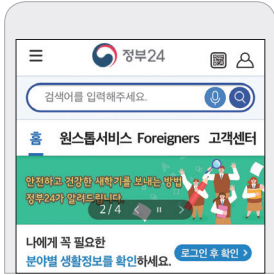 정부24
검색어를 입력해주세요.
홈 원스톱서비스 Foreigners 고객센터
안전하고 건강한 새학기를 보내는 방법
정부24가 알려드립니다
2/4
나에게 꼭 필요한
분야별 생활정보를 확인하세요.
로그인 후 확인 >